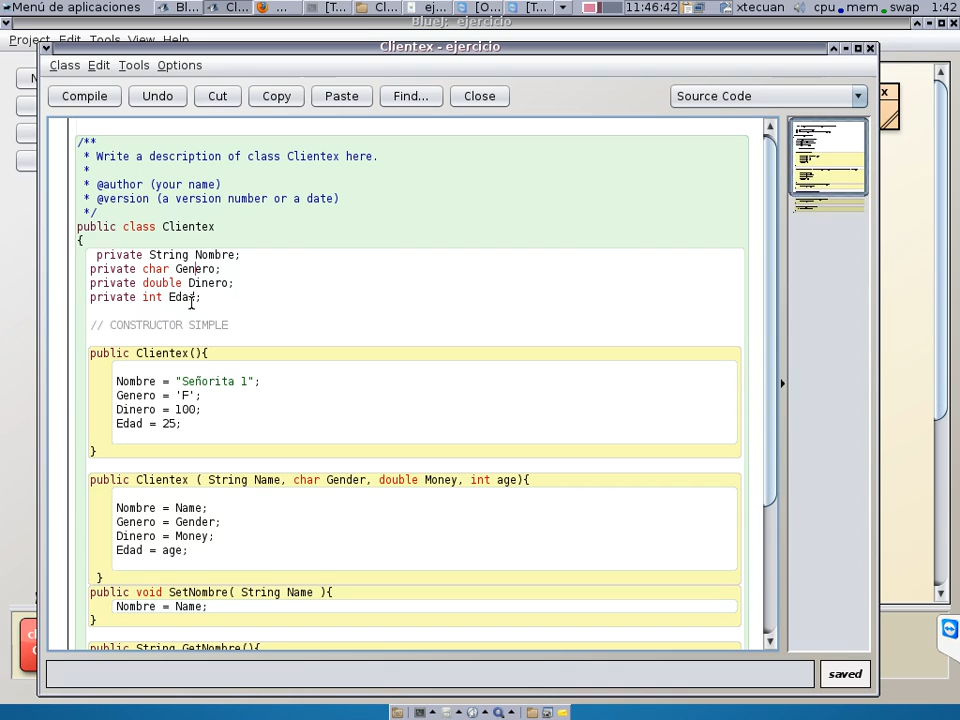 Menú de aplicaciones Bl... Cl... ... [T... Cl... ej... [O... [T... 11:46:42 xtecuan cpu mem swap 1:42
BlueJ: ejercicio
Project Edit Tools View Help
Clientex - ejercicio
Class Edit Tools Options
Compile Undo Cut Copy Paste Find... Close Source Code
/**
* Write a description of class Clientex here.
*
* @author (your name)
* @version (a version number or a date)
*/
public class Clientex
{
private String Nombre;
private char Genero;
private double Dinero;
private int Edad;
// CONSTRUCTOR SIMPLE
public Clientex(){
Nombre = "Señorita 1";
Genero = 'F';
Dinero = 100;
Edad = 25;
}
public Clientex ( String Name, char Gender, double Money, int age){
Nombre = Name;
Genero = Gender;
Dinero = Money;
Edad = age;
}
public void SetNombre( String Name ){
Nombre = Name;
}
public String GetNombre(){
saved